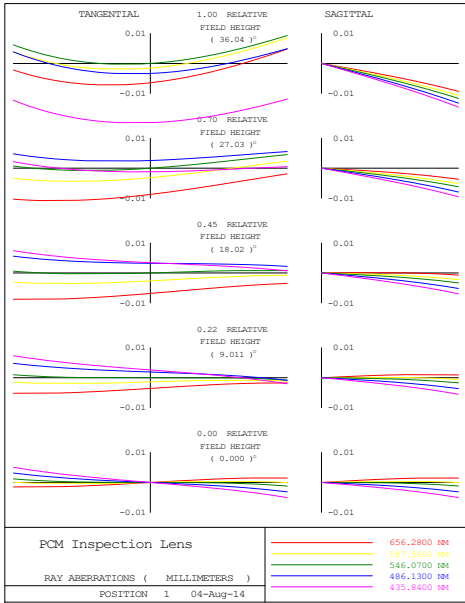 TANGENTIAL 1.00 RELATIVE SAGITTAL
FIELD HEIGHT
( 36.04 )°
0.01 0.01
-0.01 -0.01
0.70 RELATIVE
FIELD HEIGHT
( 27.03 )°
0.01 0.01
-0.01 -0.01
0.45 RELATIVE
FIELD HEIGHT
( 18.02 )°
0.01 0.01
-0.01 -0.01
0.22 RELATIVE
FIELD HEIGHT
( 9.011 )°
0.01 0.01
-0.01 -0.01
0.00 RELATIVE
FIELD HEIGHT
( 0.000 )°
0.01 0.01
-0.01 -0.01
PCM Inspection Lens
RAY ABERRATIONS ( MILLIMETERS )
POSITION 1 04-Aug-14
656.2800 NM
NM
546.0700 NM
486.1300 NM
435.8400 NM